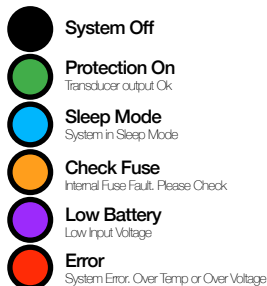 System Off
Protection On
Transducer output Ok
Sleep Mode
System in Sleep Mode
Check Fuse
Internal Fuse Fault. Please Check
Low Battery
Low Input Voltage
Error
System Error. Over Temp or Over Voltage